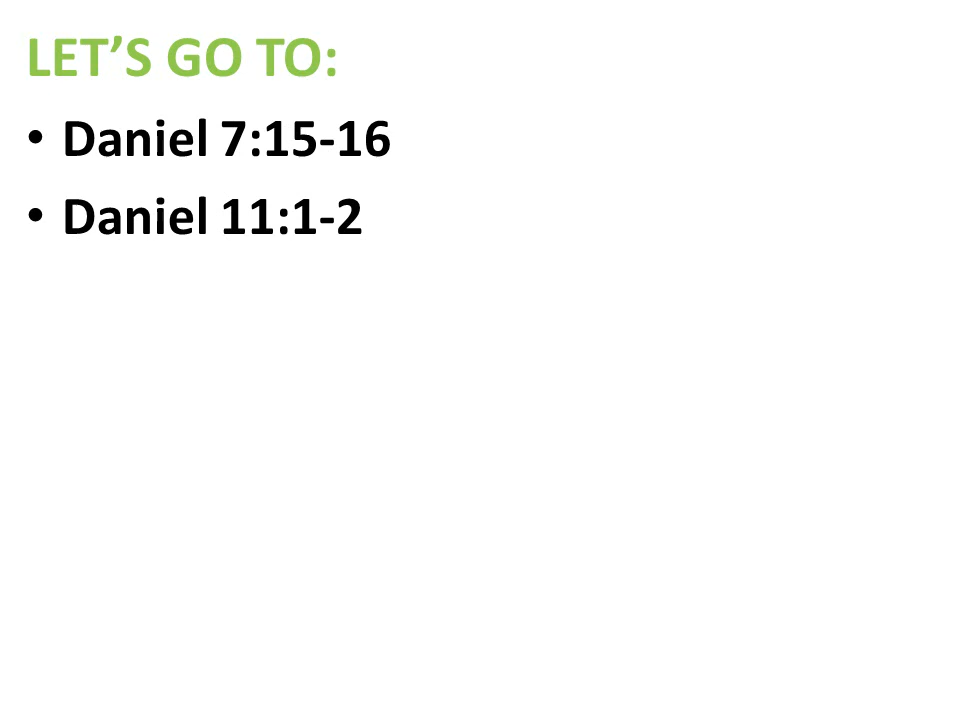 LET’S GO TO:
• Daniel 7:15-16
• Daniel 11:1-2